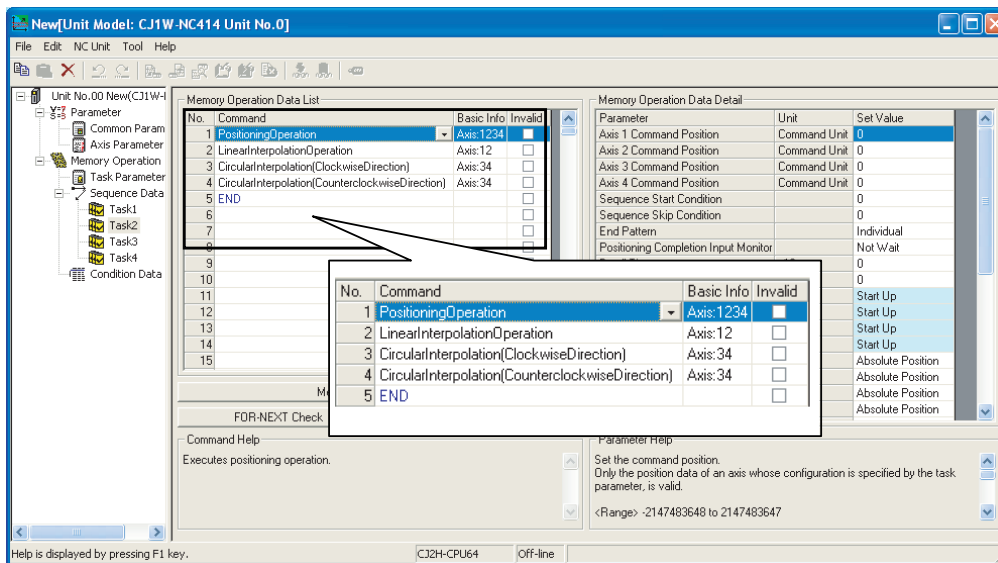 New[Unit Model: CJ1W-NC414 Unit No.0]
File Edit NC Unit Tool Help
Unit No.00 New(CJ1W-
Parameter
Common Param
Axis Parameter
Memory Operation
Task Parameter
Sequence Data
Task1
Task2
Task3
Task4
Condition Data
Memory Operation Data List
No. Command Basic Info Invalid
1 PositioningOperation Axis:1234
2 LinearInterpolationOperation Axis:12
3 CircularInterpolation(ClockwiseDirection) Axis:34
4 CircularInterpolation(CounterclockwiseDirection) Axis:34
5 END
6
7
9
10
11
12
13
14
15
FOR-NEXT Check
Memory Operation Data Detail
Parameter Unit Set Value
Axis 1 Command Position Command Unit 0
Axis 2 Command Position Command Unit 0
Axis 3 Command Position Command Unit 0
Axis 4 Command Position Command Unit 0
Sequence Start Condition 0
Sequence Skip Condition 0
End Pattern Individual
Positioning Completion Input Monitor Not Wait
0
0
Start Up
Start Up
Start Up
Start Up
Absolute Position
Absolute Position
Absolute Position
Absolute Position
No. Command Basic Info Invalid
1 PositioningOperation Axis:1234
2 LinearInterpolationOperation Axis:12
3 CircularInterpolation(ClockwiseDirection) Axis:34
4 CircularInterpolation(CounterclockwiseDirection) Axis:34
5 END
Command Help
Executes positioning operation.
Parameter Help
Set the command position.
Only the position data of an axis whose configuration is specified by the task
parameter, is valid.
<Range> -2147483648 to 2147483647
Help is displayed by pressing F1 key.
CJ2H-CPU64 Off-line